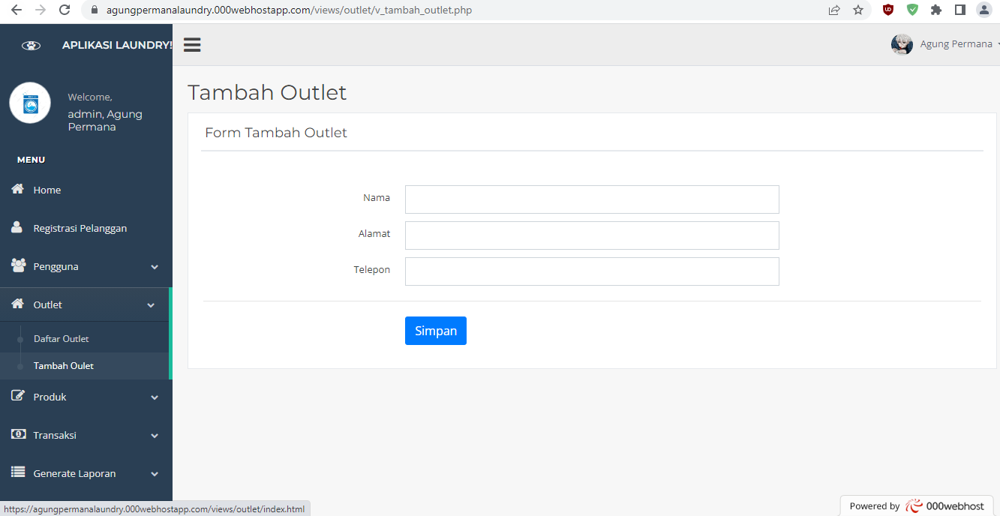 agungpermanalaundry.000webhostapp.com/views/outlet/v_tambah_outlet.php
APLIKASI LAUNDRY!
Agung Permana
Welcome,
admin, Agung
Permana
MENU
Home
Registrasi Pelanggan
Pengguna
Outlet
Daftar Outlet
Tambah Oulet
Produk
Transaksi
Generate Laporan
Tambah Outlet
Form Tambah Outlet
Nama
Alamat
Telepon
Simpan
https://agungpermanalaundry.000webhostapp.com/views/outlet/index.html
Powered by 000webhost